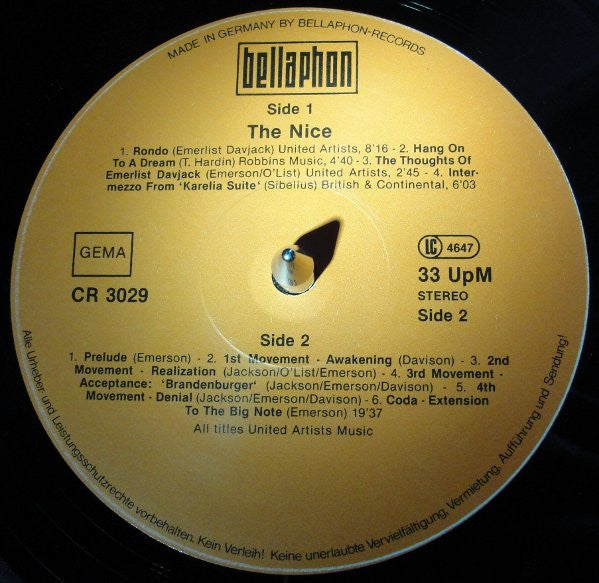 MADE IN GERMANY BY BELLAPHON-RECORDS
bellaphon
Side 1
The Nice
1. Rondo (Emerlist Davjack) United Artists, 8'16 - 2. Hang On
To A Dream (T. Hardin) Robbins Music, 4'40 - 3. The Thoughts Of
Emerlist Davjack (Emerson/O'List) United Artists, 2'45 - 4. Inter-
mezzo From 'Karelia Suite' (Sibelius) British & Continental, 6'03
GEMA
CR 3029
LC 4647
33 UpM
STEREO
Side 2
Side 2
1. Prelude (Emerson) - 2. 1st Movement - Awakening (Davison) - 3. 2nd
Movement - Realization (Jackson/O'List/Emerson) - 4. 3rd Movement -
Acceptance: 'Brandenburger' (Jackson/Emerson/Davison) - 5. 4th
Movement - Denial (Jackson/Emerson/Davison) - 6. Coda - Extension
To The Big Note (Emerson) 19'37
All titles United Artists Music
Alle Urheber- und Leistungsschutzrechte vorbehalten. Kein Verleih! Keine unerlaubte Vervielfältigung, Vermietung, Aufführung und Sendung!